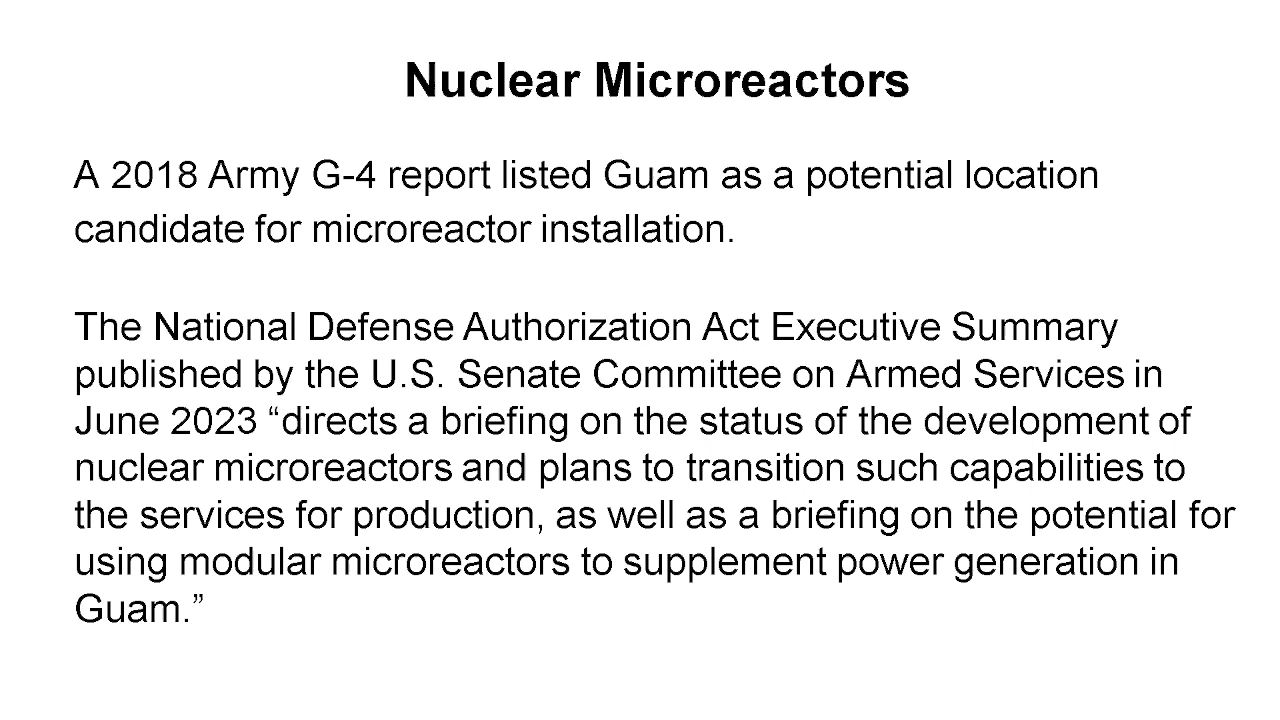 Nuclear Microreactors
A 2018 Army G-4 report listed Guam as a potential location
candidate for microreactor installation.
The National Defense Authorization Act Executive Summary
published by the U.S. Senate Committee on Armed Services in
June 2023 “directs a briefing on the status of the development of
nuclear microreactors and plans to transition such capabilities to
the services for production, as well as a briefing on the potential for
using modular microreactors to supplement power generation in
Guam.”